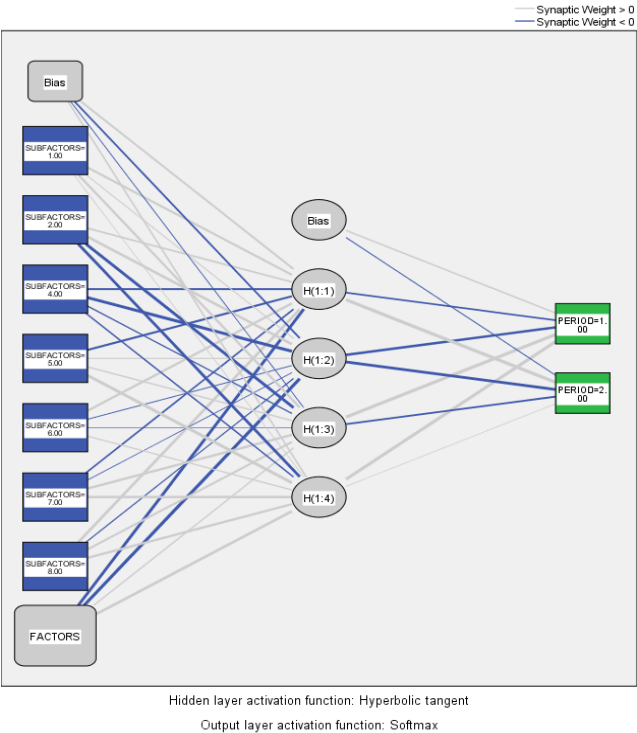 Synaptic Weight > 0
Synaptic Weight < 0
Bias
SUBFACTORS=
1.00
SUBFACTORS=
2.00
SUBFACTORS=
4.00
SUBFACTORS=
5.00
SUBFACTORS=
6.00
SUBFACTORS=
7.00
SUBFACTORS=
8.00
FACTORS
Bias
H(1:1)
H(1:2)
H(1:3)
H(1:4)
PERIOD=1.
00
PERIOD=2.
00
Hidden layer activation function: Hyperbolic tangent
Output layer activation function: Softmax